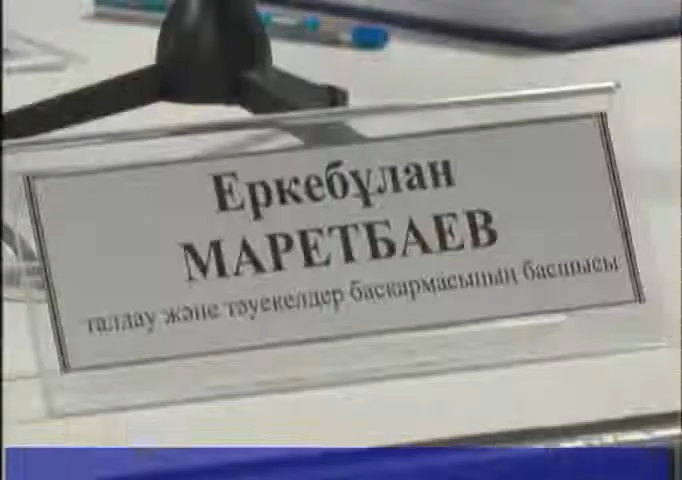 Еркебұлан
МАРЕТБАЕВ
талдау және тәуекелдер басқармасының басшысы